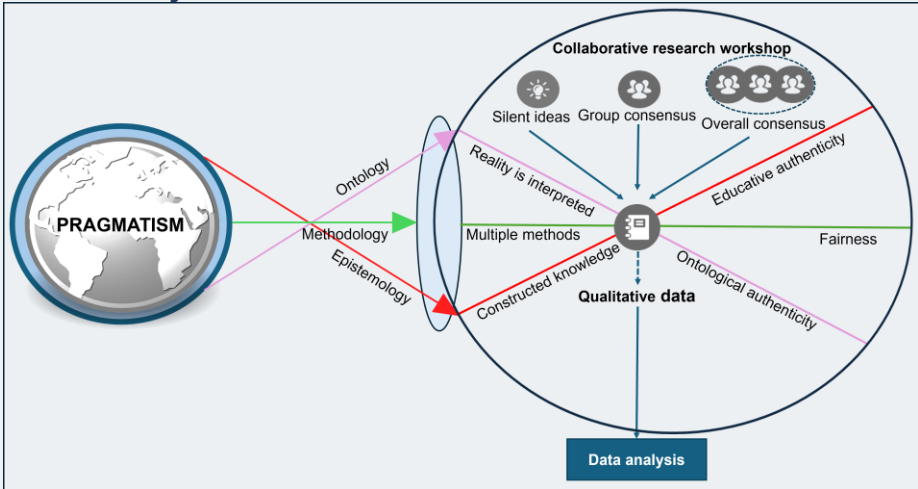 Collaborative research workshop
Silent ideas
Group consensus
Overall consensus
PRAGMATISM
Ontology
Methodology
Epistemology
Reality is interpreted
Multiple methods
Constructed knowledge
Educative authenticity
Fairness
Ontological authenticity
Qualitative data
Data analysis